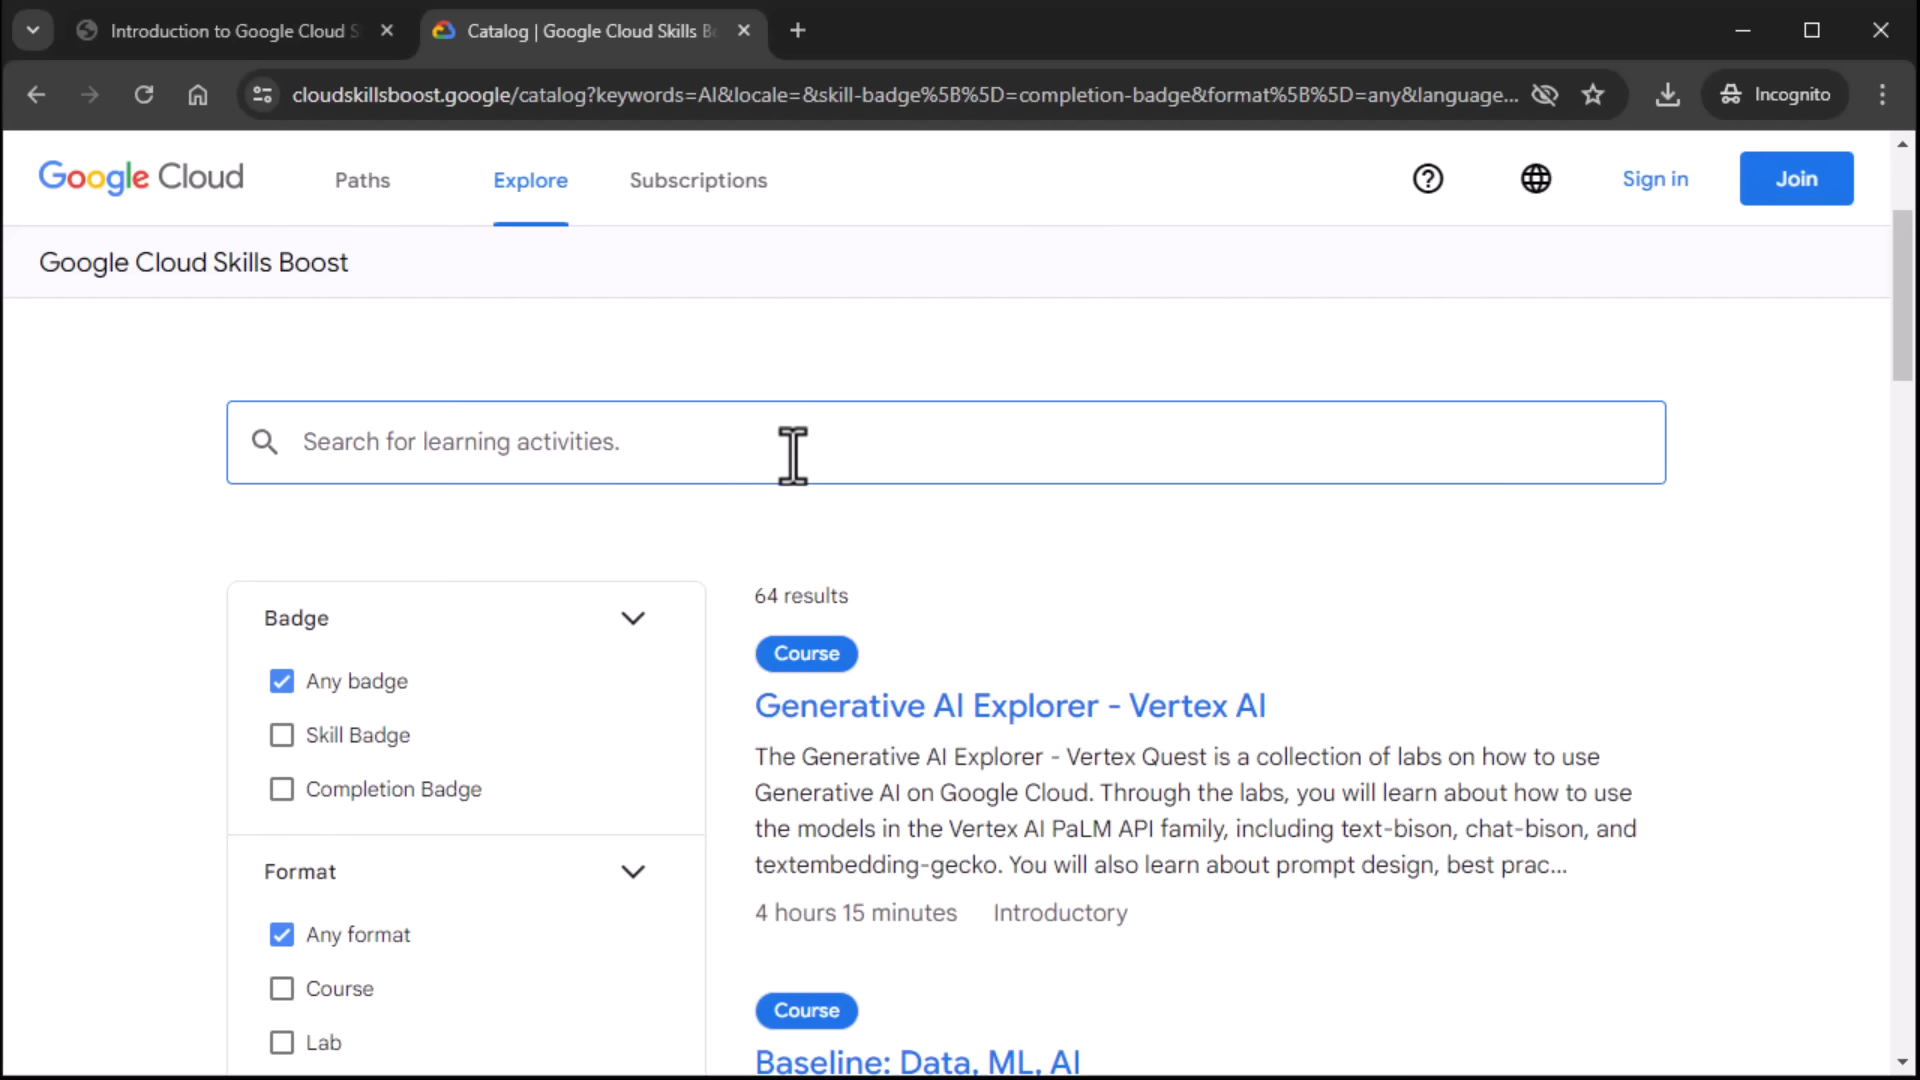 Introduction to Google Cloud S
Catalog | Google Cloud Skills Bo
cloudskillsboost.google/catalog?keywords=AI&locale=&skill-badge%5B%5D=completion-badge&format%5B%5D=any&language...
Incognito
Google Cloud
Paths
Explore
Subscriptions
Sign in
Join
Google Cloud Skills Boost
Search for learning activities.
Badge
Any badge
Skill Badge
Completion Badge
Format
Any format
Course
Lab
64 results
Course
Generative AI Explorer - Vertex AI
The Generative AI Explorer - Vertex Quest is a collection of labs on how to use
Generative AI on Google Cloud. Through the labs, you will learn about how to use
the models in the Vertex AI PaLM API family, including text-bison, chat-bison, and
textembedding-gecko. You will also learn about prompt design, best prac...
4 hours 15 minutes Introductory
Course
Baseline: Data, ML, AI